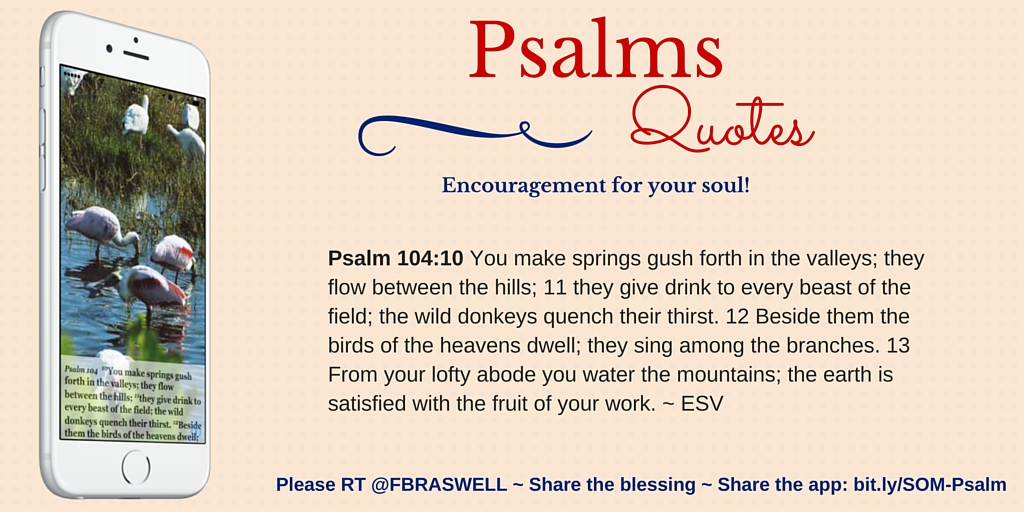 Psalms
Quotes
Encouragement for your soul!
Psalm 104:10 You make springs gush forth in the valleys; they
flow between the hills; 11 they give drink to every beast of the
field; the wild donkeys quench their thirst. 12 Beside them the
birds of the heavens dwell; they sing among the branches. 13
From your lofty abode you water the mountains; the earth is
satisfied with the fruit of your work. ~ ESV
Psalm 104 ¹⁰You make springs gush
forth in the valleys; they flow
between the hills; ¹¹they give drink to
every beast of the field; the wild
donkeys quench their thirst. ¹²Beside
them the birds of the heavens dwell;
Please RT @FBRASWELL ~ Share the blessing ~ Share the app: bit.ly/SOM-Psalm